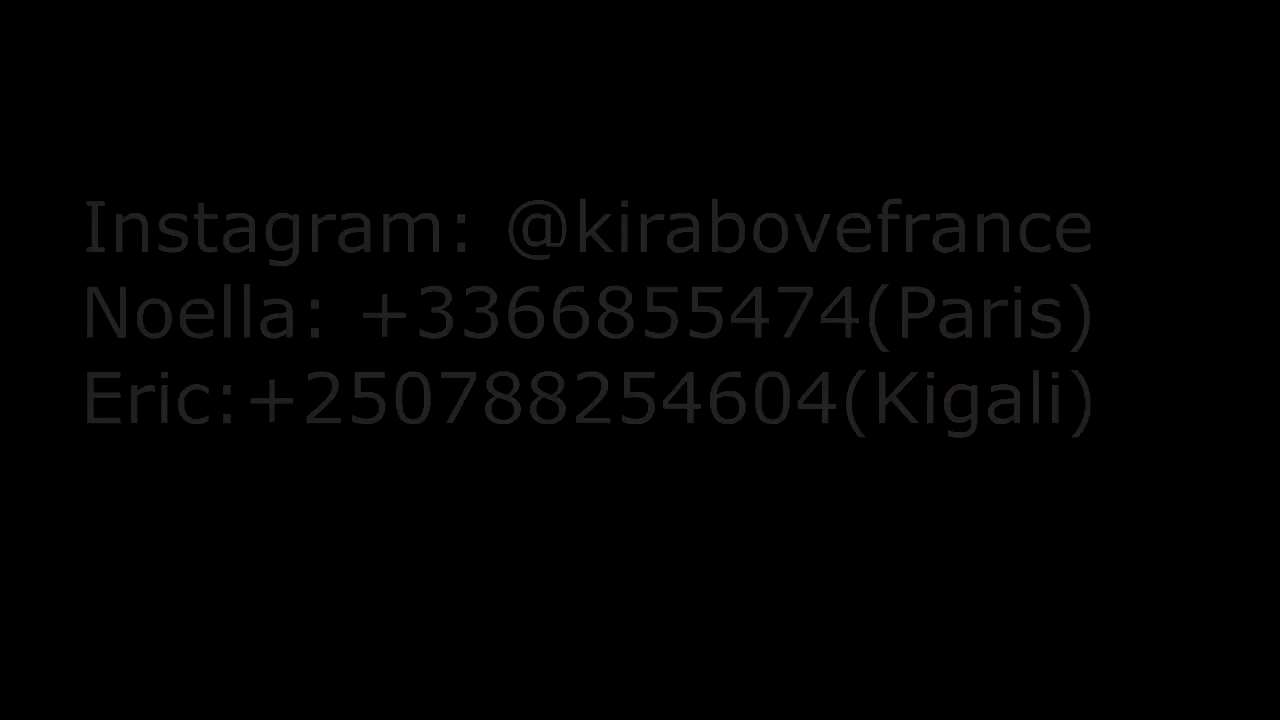 Instagram: @kirabovefrance
Noella: +3366855474(Paris)
Eric:+250788254604(Kigali)